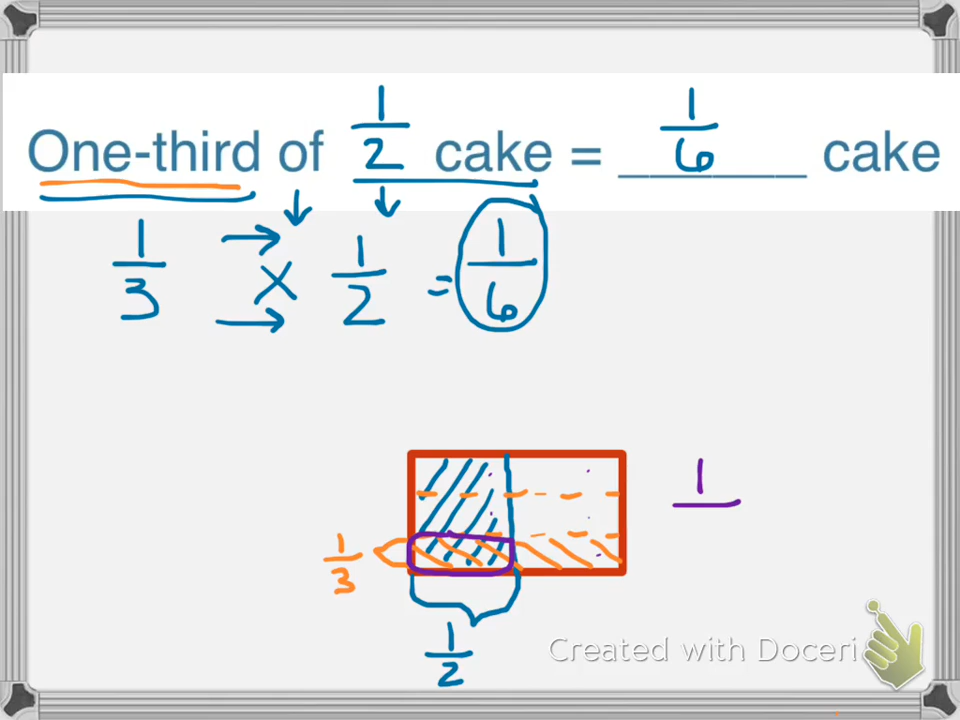 One-third of 1/2 cake = 1/6 cake
1/3 × 1/2 = 1/6
1
1/3
1/2
Created with Doceri